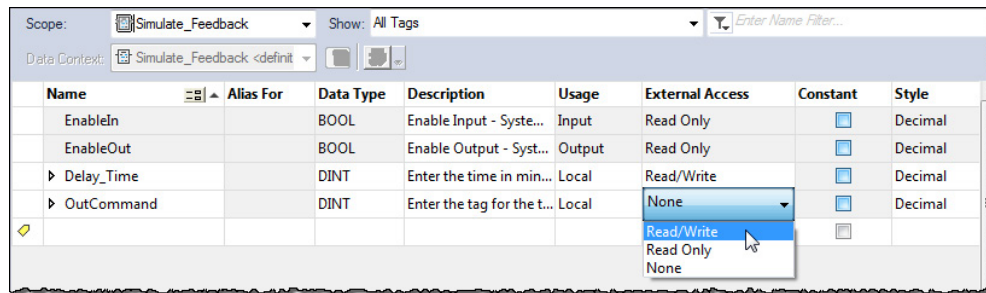 Scope: Simulate_Feedback Show: All Tags Enter Name Filter...
Data Context: Simulate_Feedback <definit
Name Alias For Data Type Description Usage External Access Constant Style
EnableIn BOOL Enable Input - Syste... Input Read Only Decimal
EnableOut BOOL Enable Output - Syst... Output Read Only Decimal
Delay_Time DINT Enter the time in min... Local Read/Write Decimal
OutCommand DINT Enter the tag for the t... Local None Decimal
Read/Write
Read Only
None